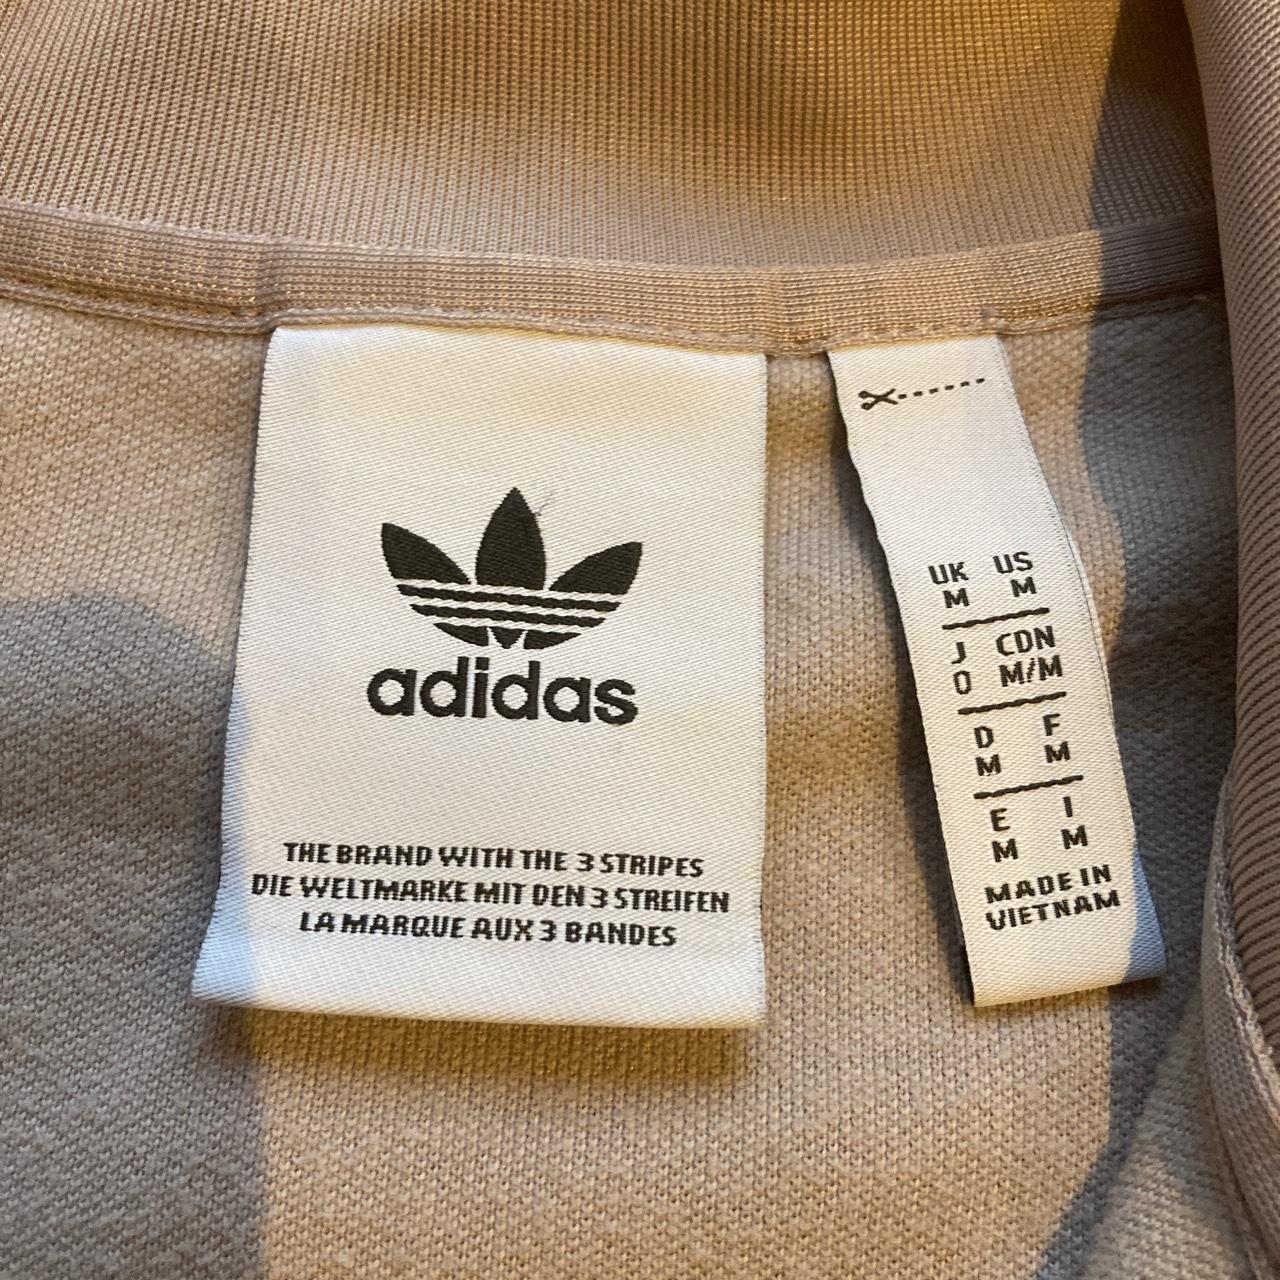 adidas
THE BRAND WITH THE 3 STRIPES
DIE WELTMARKE MIT DEN 3 STREIFEN
LA MARQUE AUX 3 BANDES
UK US
M M
J CDN
O M/M
D F
M M
E I
M M
MADE IN
VIETNAM